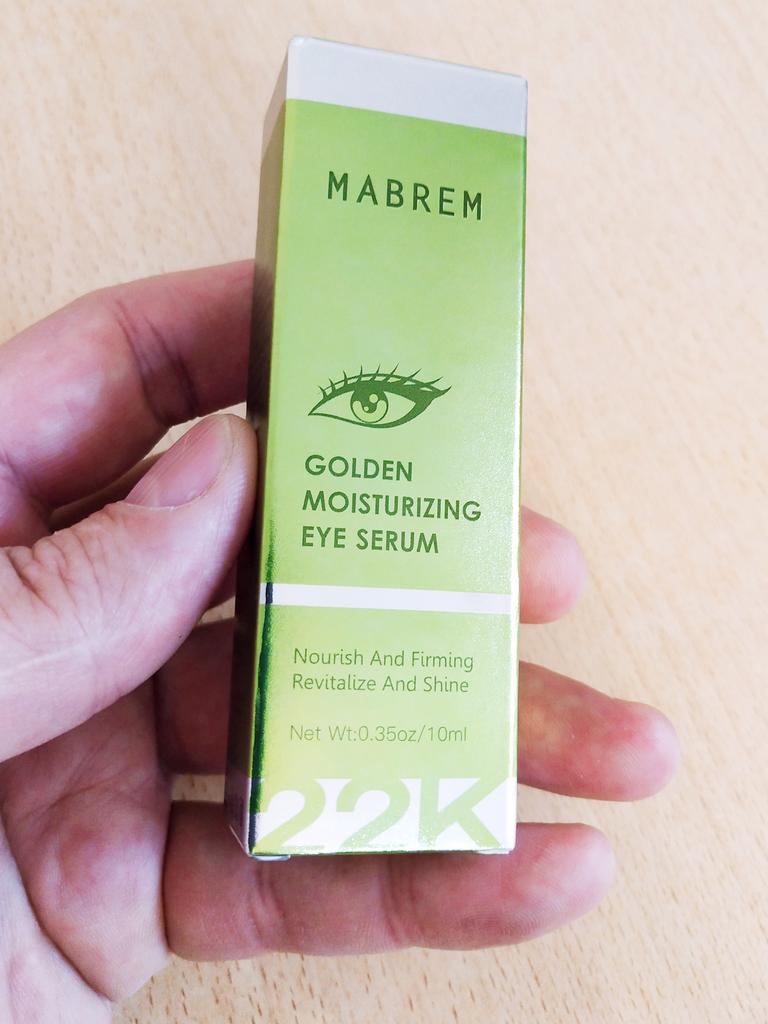 MABREM
GOLDEN
MOISTURIZING
EYE SERUM
Nourish And Firming
Revitalize And Shine
Net Wt:0.35oz/10ml
22K